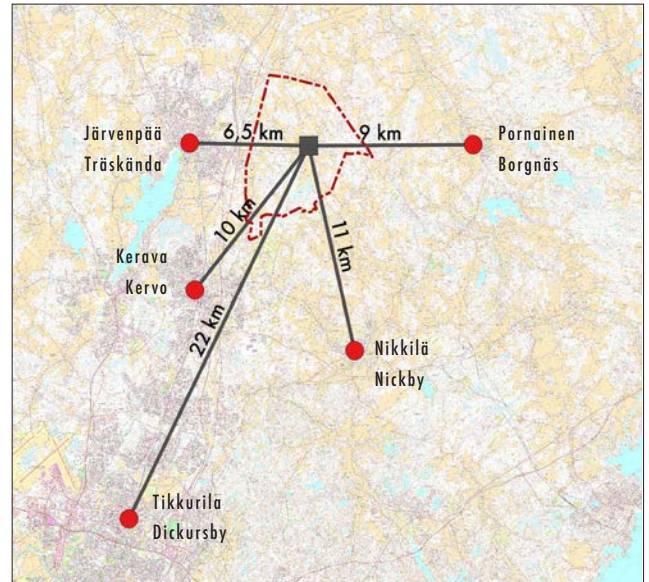 Järvenpää
Träskända
6,5 km
9 km
Pornainen
Borgnäs
Kerava
Kervo
10 km
11 km
22 km
Nikkilä
Nickby
Tikkurila
Dickursby